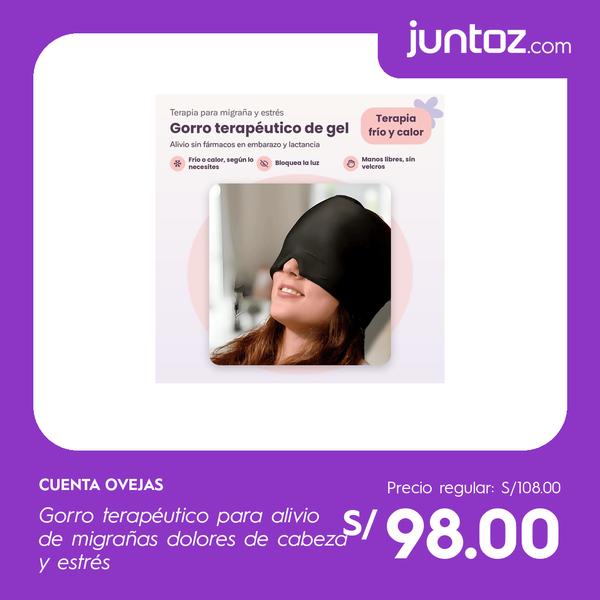 juntoz.com
Terapia para migraña y estrés
Gorro terapéutico de gel
Alivio sin fármacos en embarazo y lactancia
Terapia
frío y calor
Frío o calor, según lo
necesites
Bloquea la luz
Manos libres, sin
velcros
CUENTA OVEJAS
Gorro terapéutico para alivio
de migrañas dolores de cabeza
y estrés
Precio regular: S/108.00
S/ 98.00